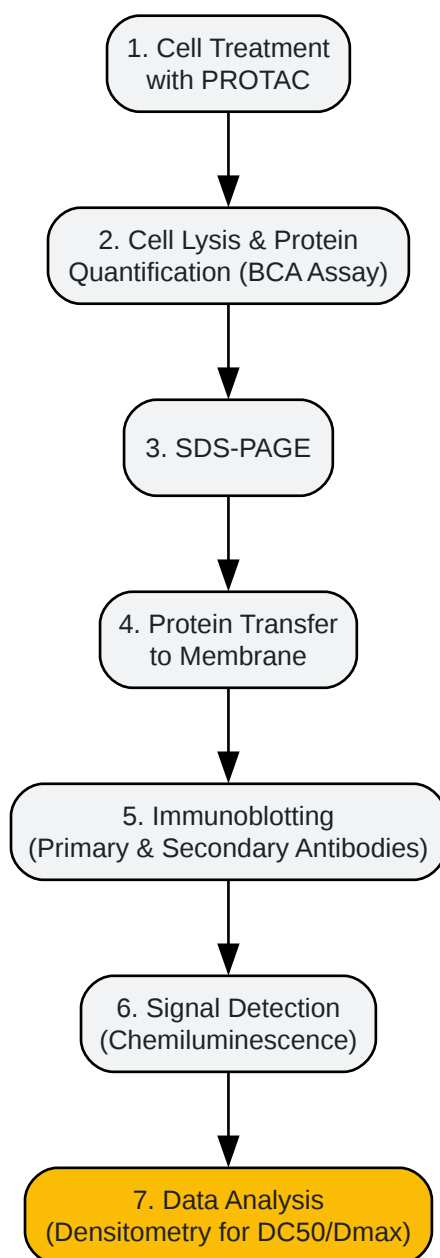 1. Cell Treatment
with PROTAC
2. Cell Lysis & Protein
Quantification (BCA Assay)
3. SDS-PAGE
4. Protein Transfer
to Membrane
5. Immunoblotting
(Primary & Secondary Antibodies)
6. Signal Detection
(Chemiluminescence)
7. Data Analysis
(Densitometry for DC50/Dmax)